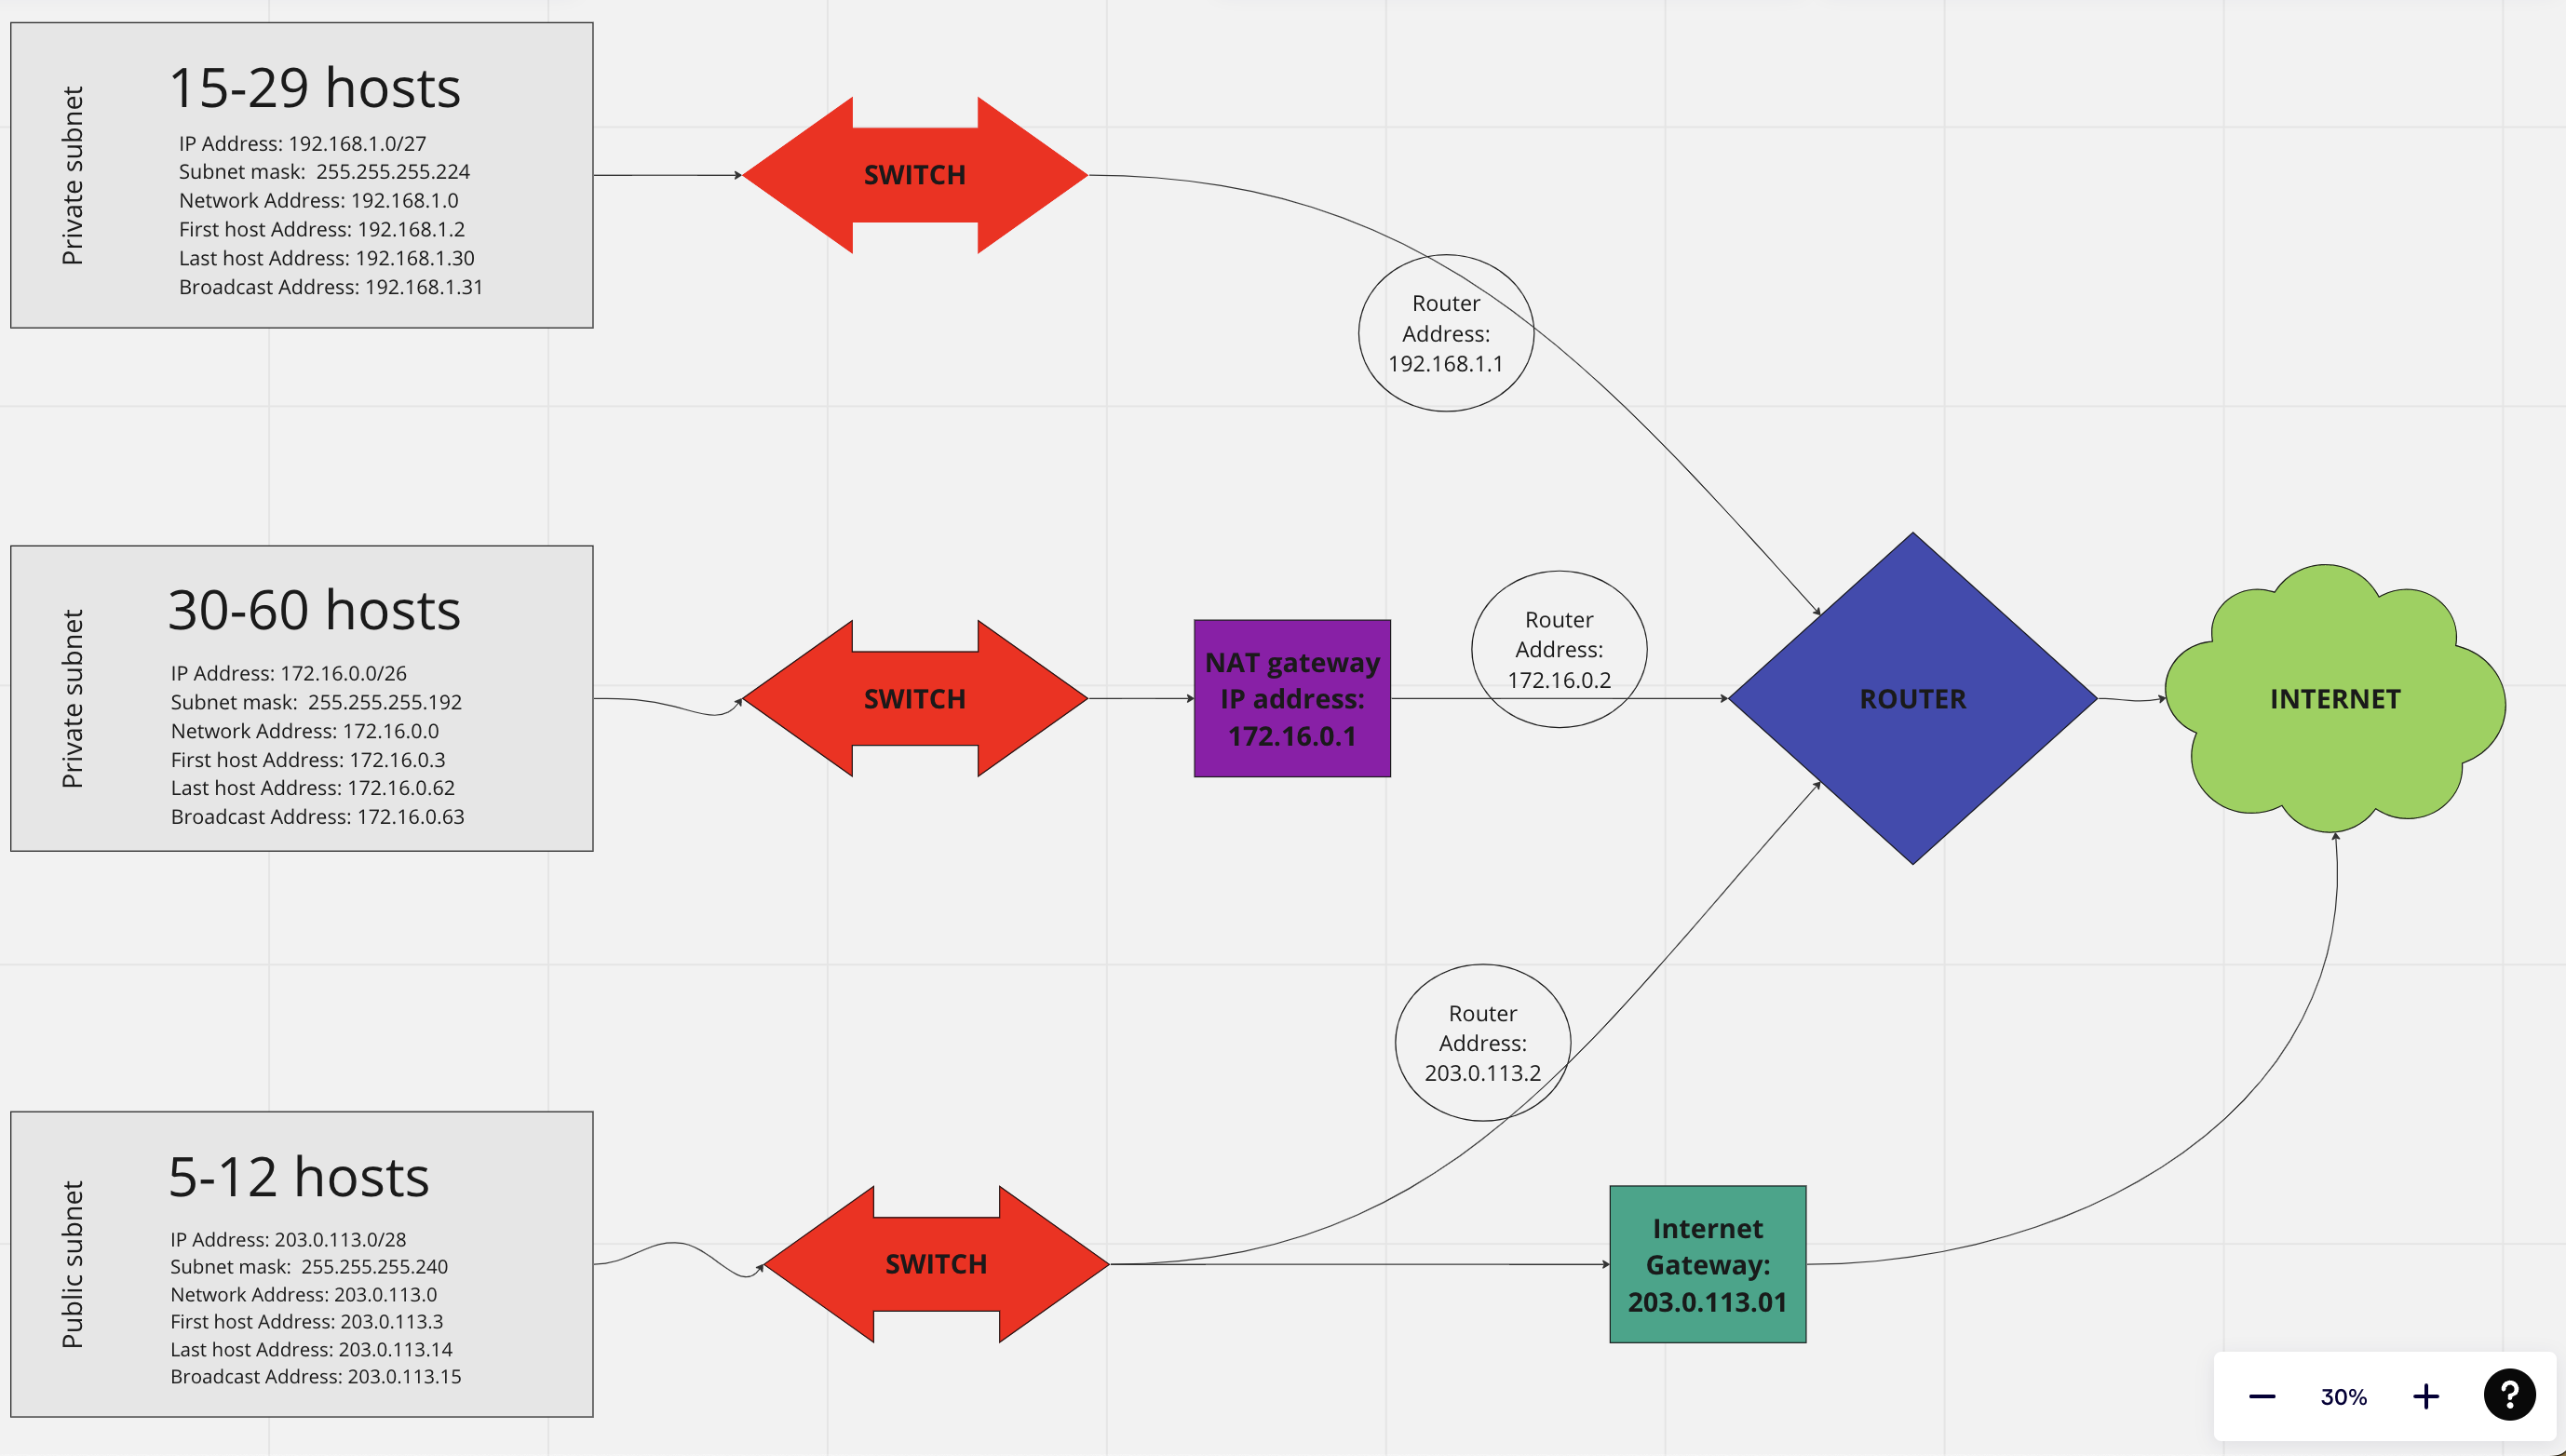 Private subnet
15-29 hosts
IP Address: 192.168.1.0/27
Subnet mask:  255.255.255.224
Network Address: 192.168.1.0
First host Address: 192.168.1.2
Last host Address: 192.168.1.30
Broadcast Address: 192.168.1.31
SWITCH
Router
Address:
192.168.1.1
Private subnet
30-60 hosts
IP Address: 172.16.0.0/26
Subnet mask:  255.255.255.192
Network Address: 172.16.0.0
First host Address: 172.16.0.3
Last host Address: 172.16.0.62
Broadcast Address: 172.16.0.63
SWITCH
NAT gateway
IP address:
172.16.0.1
Router
Address:
172.16.0.2
ROUTER
INTERNET
Router
Address:
203.0.113.2
Public subnet
5-12 hosts
IP Address: 203.0.113.0/28
Subnet mask:  255.255.255.240
Network Address: 203.0.113.0
First host Address: 203.0.113.3
Last host Address: 203.0.113.14
Broadcast Address: 203.0.113.15
SWITCH
Internet
Gateway:
203.0.113.01
30%
?